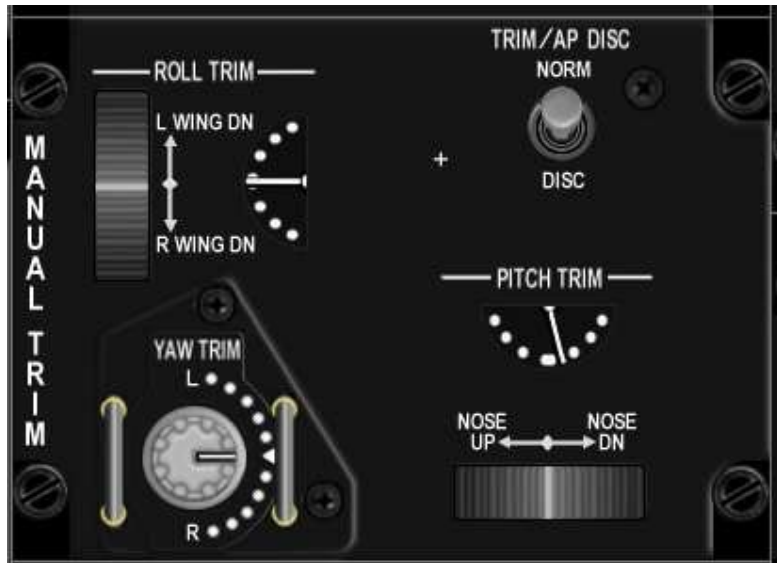 MANUAL TRIM
ROLL TRIM
L WING DN
R WING DN
TRIM/AP DISC
NORM
DISC
YAW TRIM
L
R
PITCH TRIM
NOSE UP
NOSE DN